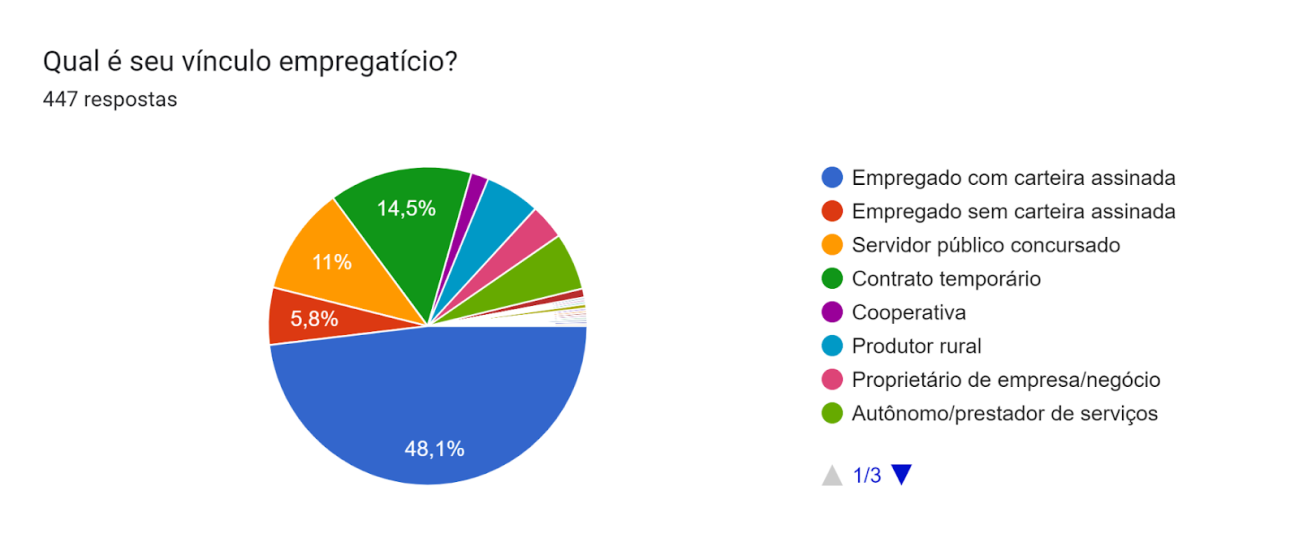 Qual é seu vínculo empregatício?
447 respostas
14,5%
11%
5,8%
48,1%
Empregado com carteira assinada
Empregado sem carteira assinada
Servidor público concursado
Contrato temporário
Cooperativa
Produtor rural
Proprietário de empresa/negócio
Autônomo/prestador de serviços
1/3